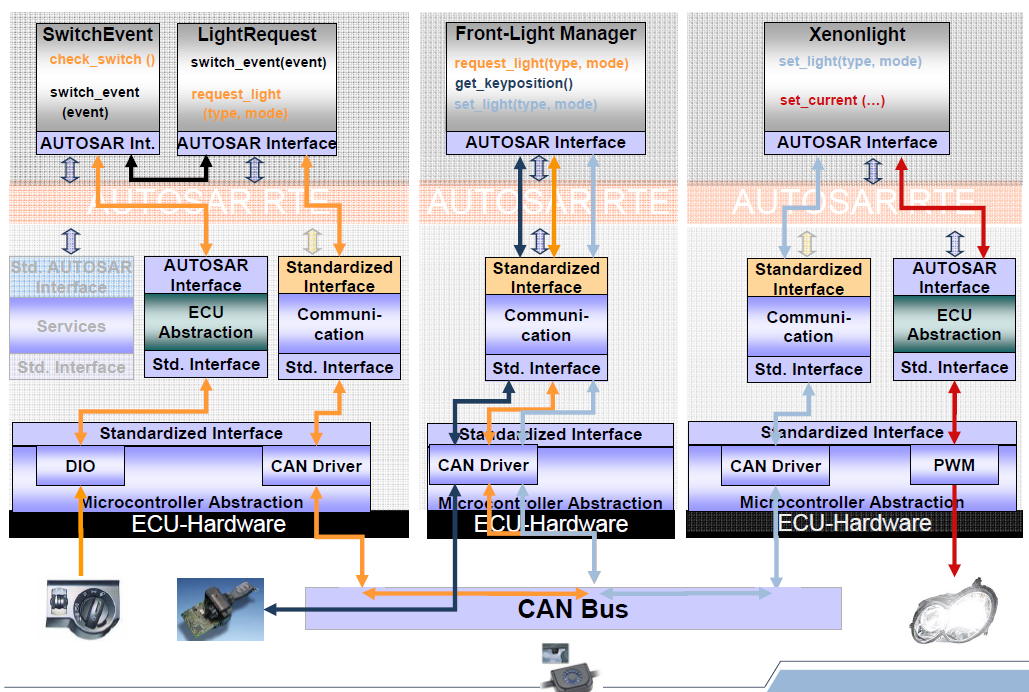 SwitchEvent
check_switch ()
switch_event
(event)
AUTOSAR Int.
LightRequest
switch_event(event)
request_light
(type, mode)
AUTOSAR Interface
Front-Light Manager
request_light(type, mode)
get_keyposition()
set_light(type, mode)
AUTOSAR Interface
Xenonlight
set_light(type, mode)
set_current (...)
AUTOSAR Interface
AUTOSAR RTE
AUTOSAR RTE
AUTOSAR RTE
Std. AUTOSAR
Interface
Services
Std. Interface
AUTOSAR
Interface
ECU
Abstraction
Std. Interface
Standardized
Interface
Communi-
cation
Std. Interface
Standardized
Interface
Communi-
cation
Std. Interface
Standardized
Interface
Communi-
cation
Std. Interface
AUTOSAR
Interface
ECU
Abstraction
Std. Interface
Standardized Interface
DIO
CAN Driver
Microcontroller Abstraction
ECU-Hardware
Standardized Interface
CAN Driver
Microcontroller Abstraction
ECU-Hardware
Standardized Interface
CAN Driver
PWM
Microcontroller Abstraction
ECU-Hardware
CAN Bus